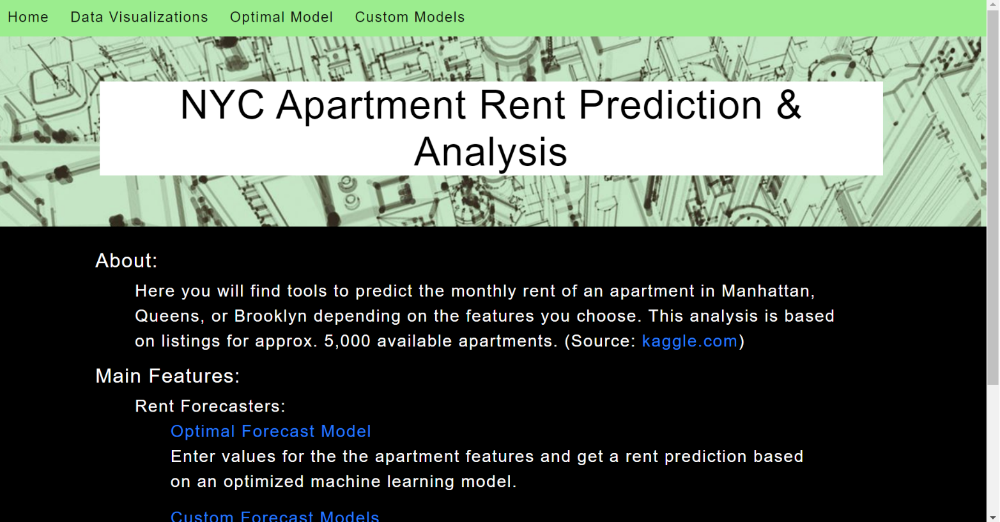 Home Data Visualizations Optimal Model Custom Models
NYC Apartment Rent Prediction &
Analysis
About:
Here you will find tools to predict the monthly rent of an apartment in Manhattan,
Queens, or Brooklyn depending on the features you choose. This analysis is based
on listings for approx. 5,000 available apartments. (Source: kaggle.com)
Main Features:
Rent Forecasters:
Optimal Forecast Model
Enter values for the the apartment features and get a rent prediction based
on an optimized machine learning model.
Custom Forecast Models